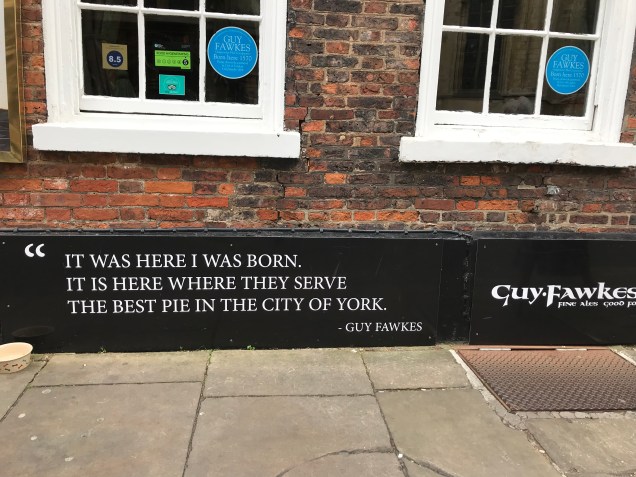 GUY
FAWKES
Born here 1570
8.5
5
GUY
FAWKES
Born here 1570
“
IT WAS HERE I WAS BORN.
IT IS HERE WHERE THEY SERVE
THE BEST PIE IN THE CITY OF YORK.
- GUY FAWKES
GUY·FAWKES
FINE ALES GOOD FO